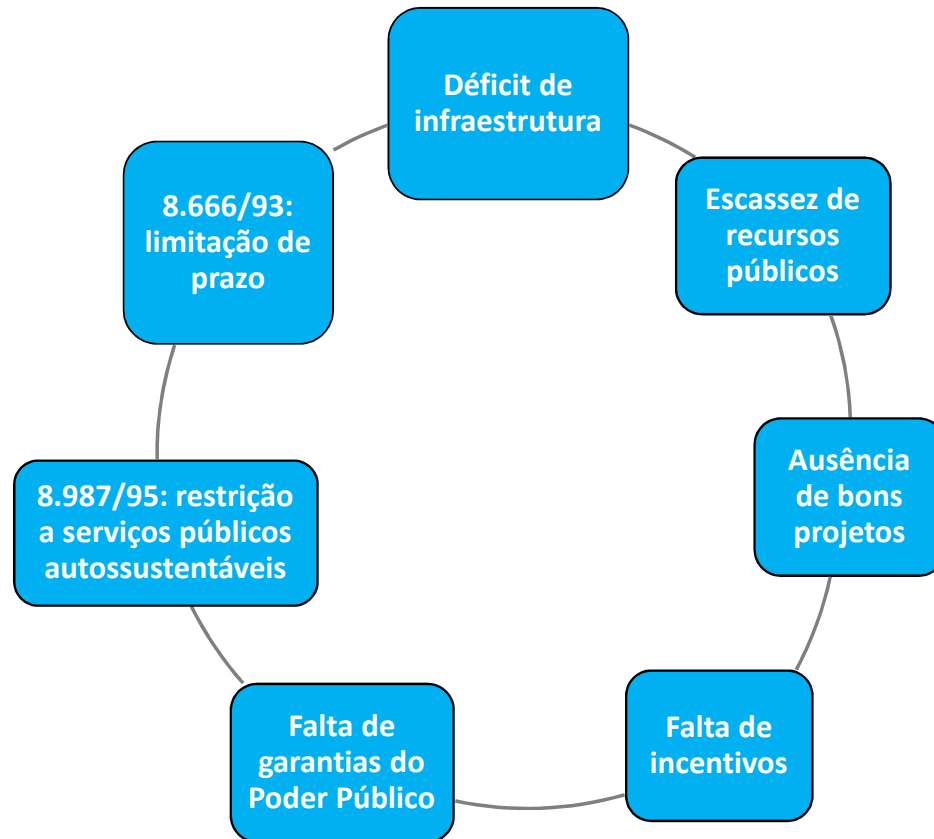 Déficit de
infraestrutura
Escassez de
recursos
públicos
Ausência
de bons
projetos
Falta de
incentivos
Falta de
garantias do
Poder Público
8.987/95: restrição
a serviços públicos
autossustentáveis
8.666/93:
limitação de
prazo